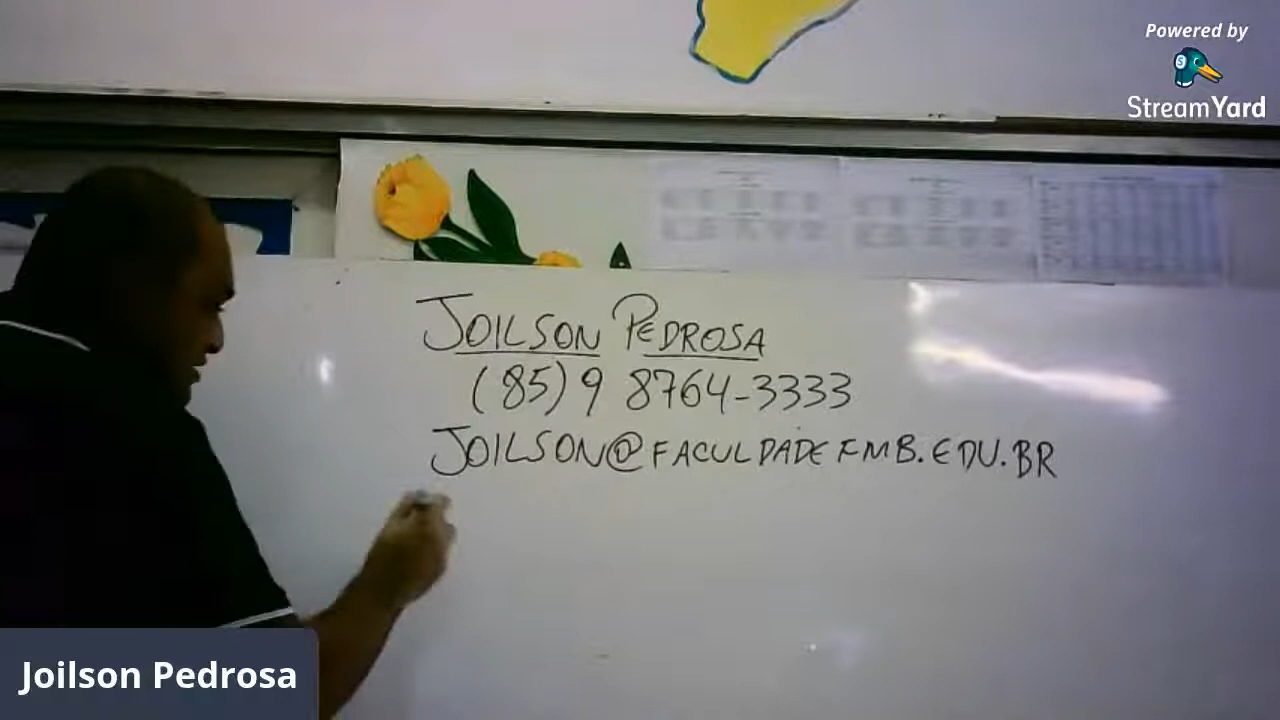 Powered by
StreamYard
JOILSON PEDROSA
(85) 9 8764-3333
JOILSON@FACULDADEFMB.EDU.BR
Joilson Pedrosa